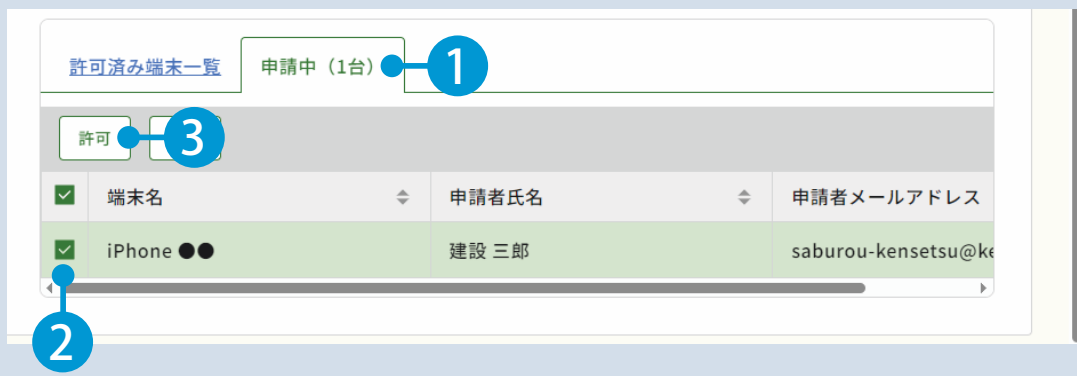 許可済み端末一覧 申請中（1台） 1
許可 3
端末名 申請者氏名 申請者メールアドレス
iPhone ●● 建設 三郎 saburou-kensetsu@ke
2